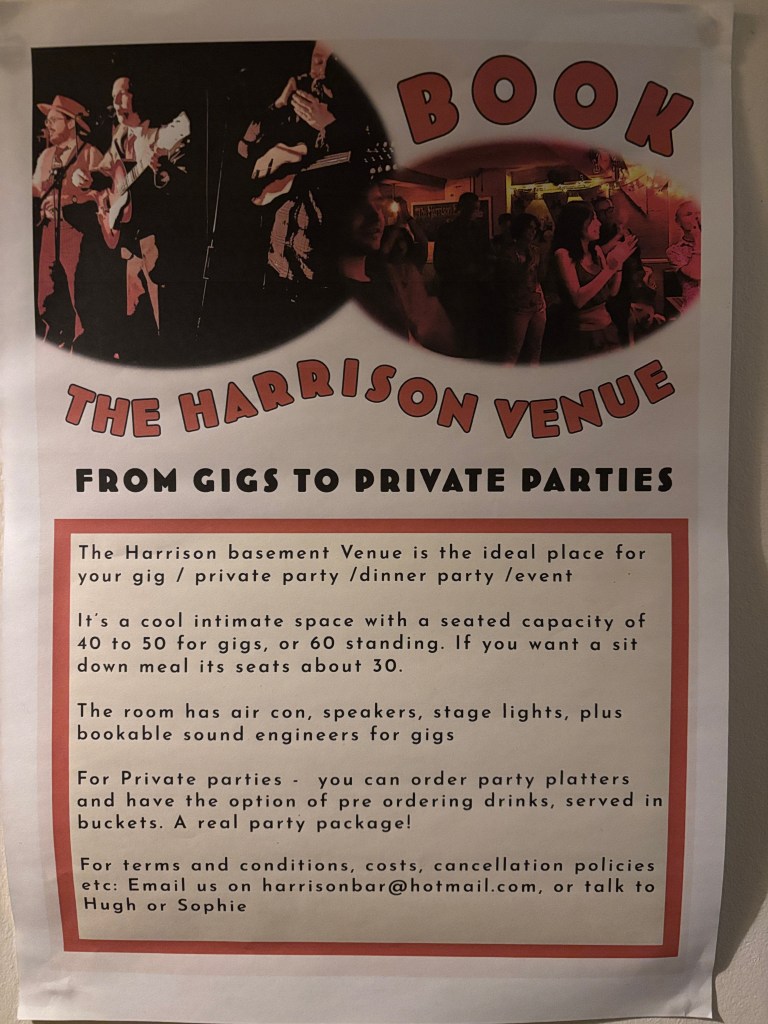 BOOK
THE HARRISON VENUE
FROM GIGS TO PRIVATE PARTIES
The Harrison basement Venue is the ideal place for
your gig / private party /dinner party /event
It's a cool intimate space with a seated capacity of
40 to 50 for gigs, or 60 standing. If you want a sit
down meal its seats about 30.
The room has air con, speakers, stage lights, plus
bookable sound engineers for gigs
For Private parties -  you can order party platters
and have the option of pre ordering drinks, served in
buckets. A real party package!
For terms and conditions, costs, cancellation policies
etc: Email us on harrisonbar@hotmail.com, or talk to
Hugh or Sophie